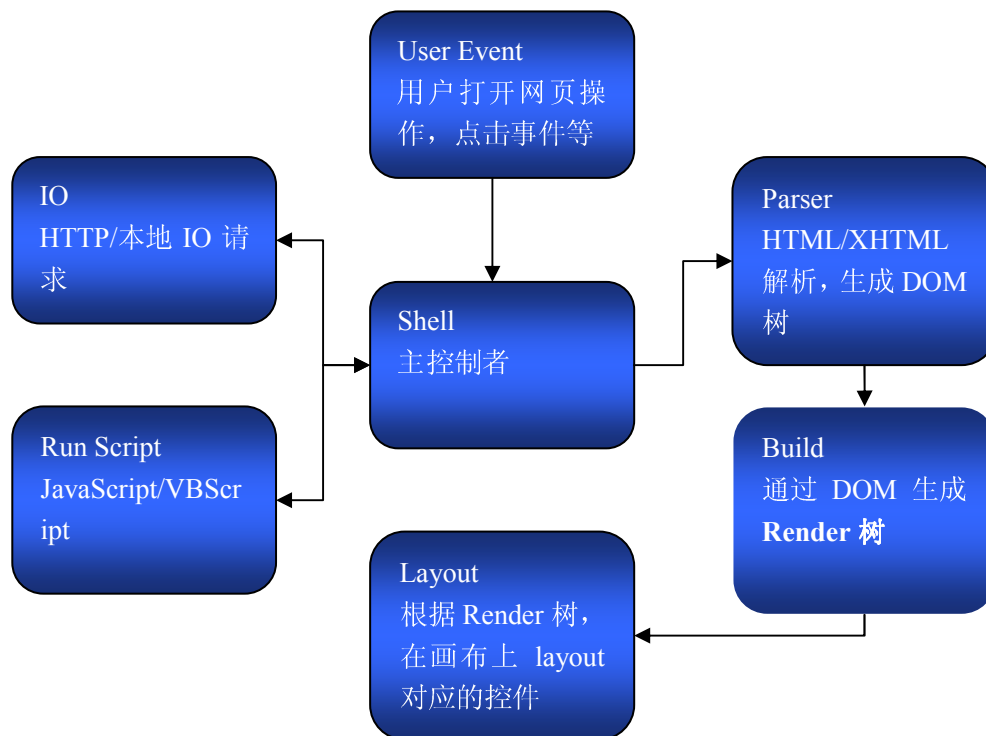 User Event
用户打开网页操
作，点击事件等
IO
HTTP/本地 IO 请
求
Parser
HTML/XHTML
解析，生成 DOM
树
Shell
主控制者
Run Script
JavaScript/VBScr
ipt
Build
通过 DOM 生成
Render 树
Layout
根据 Render 树，
在画布上 layout
对应的控件